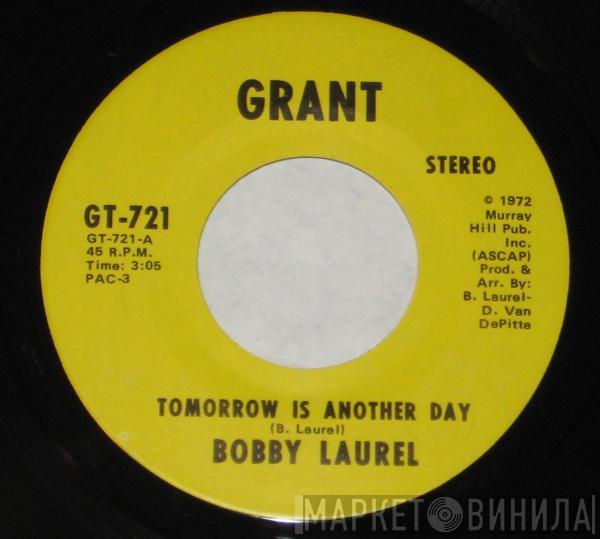 GRANT
STEREO
GT-721
GT-721-A
45 R.P.M.
Time: 3:05
PAC-3
© 1972
Murray
Hill Pub.
Inc.
(ASCAP)
Prod. &
Arr. By:
B. Laurel-
D. Van
DePitte
TOMORROW IS ANOTHER DAY
(B. Laurel)
BOBBY LAUREL
МАРКЕТ ВИНИЛА